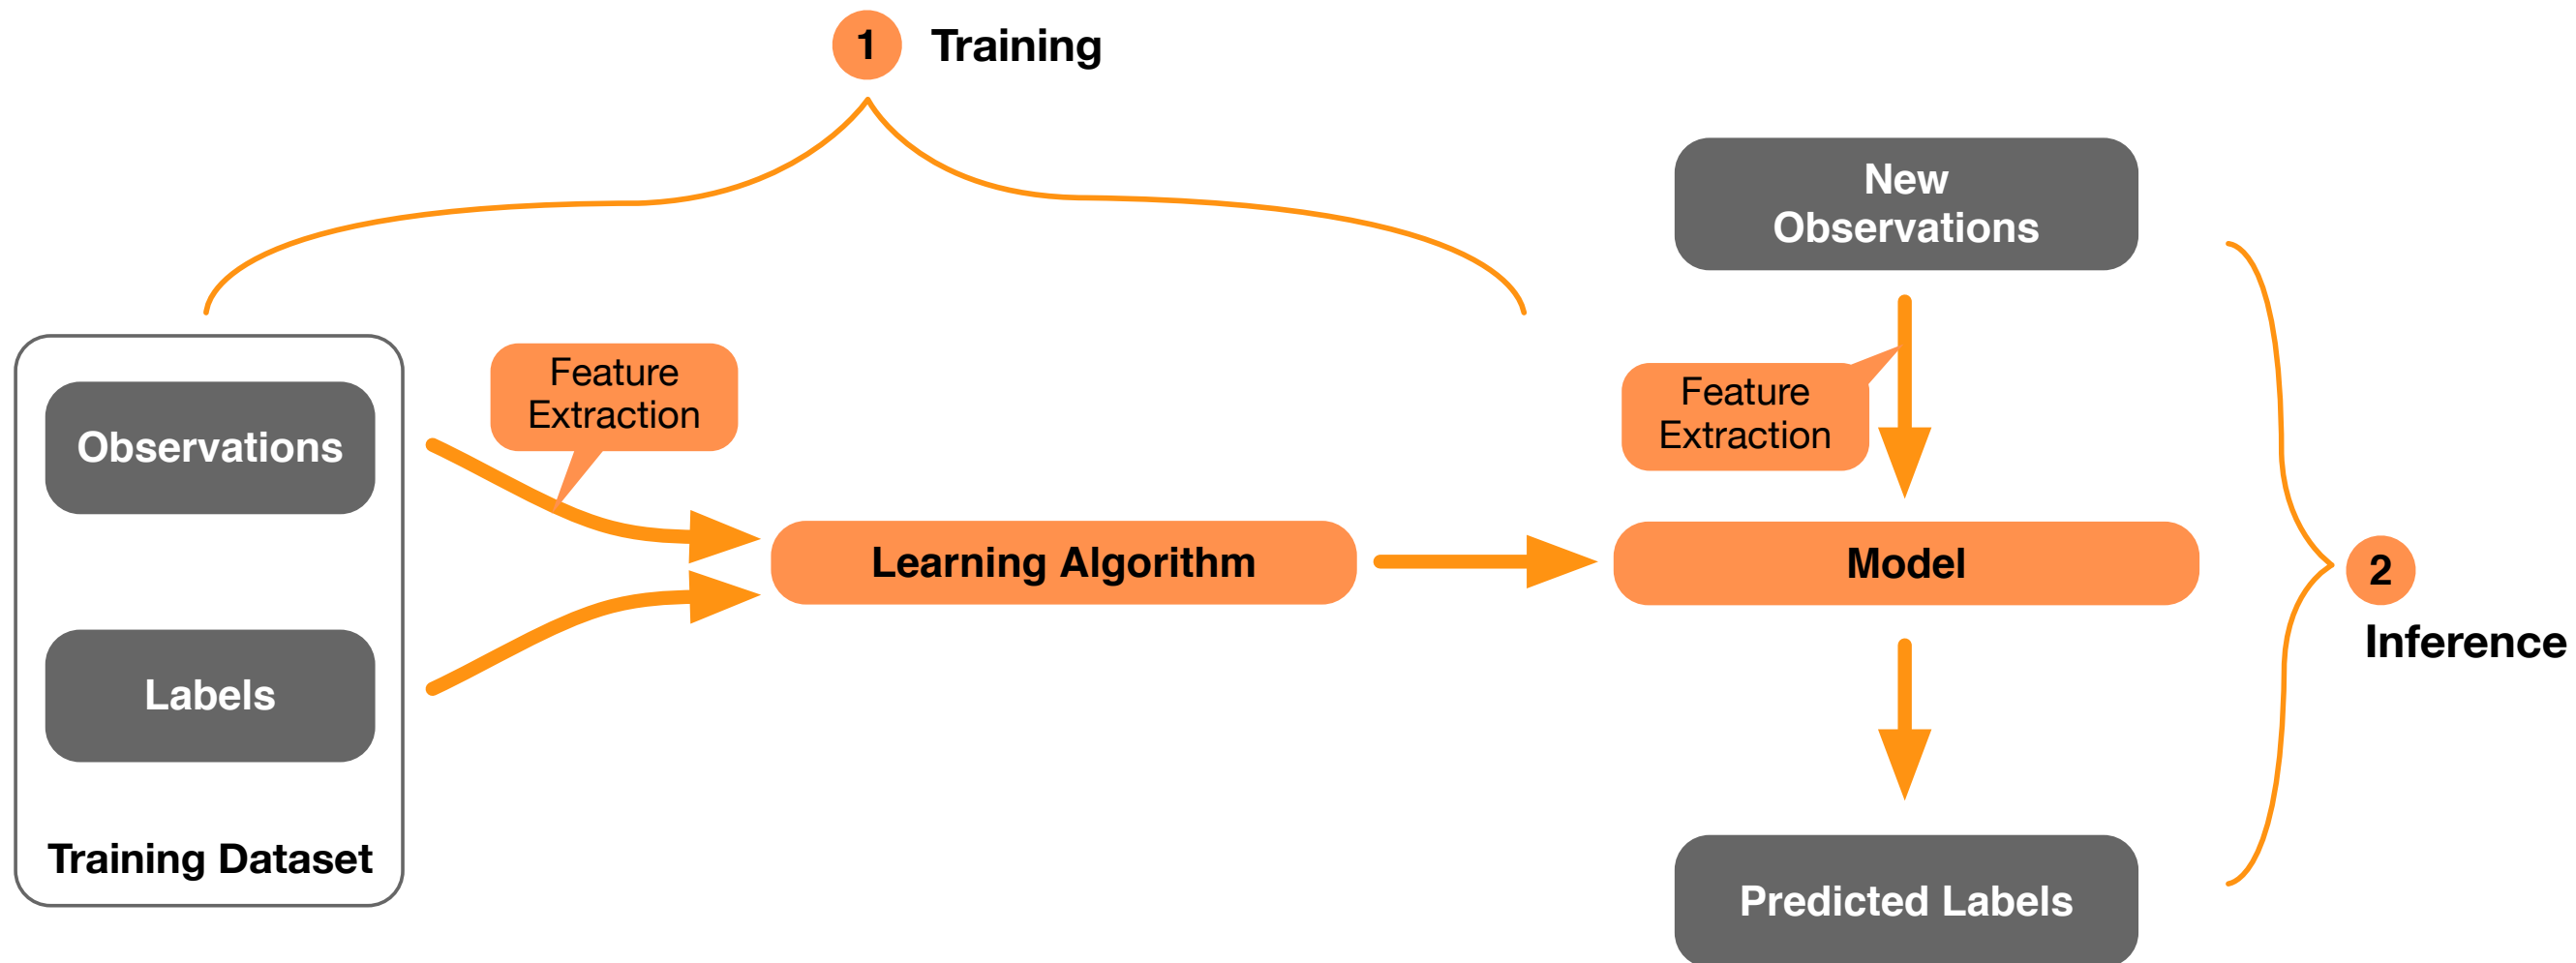 1 Training
New
Observations
Feature
Extraction
Observations
Feature
Extraction
Learning Algorithm
Model
2
Inference
Labels
Training Dataset
Predicted Labels